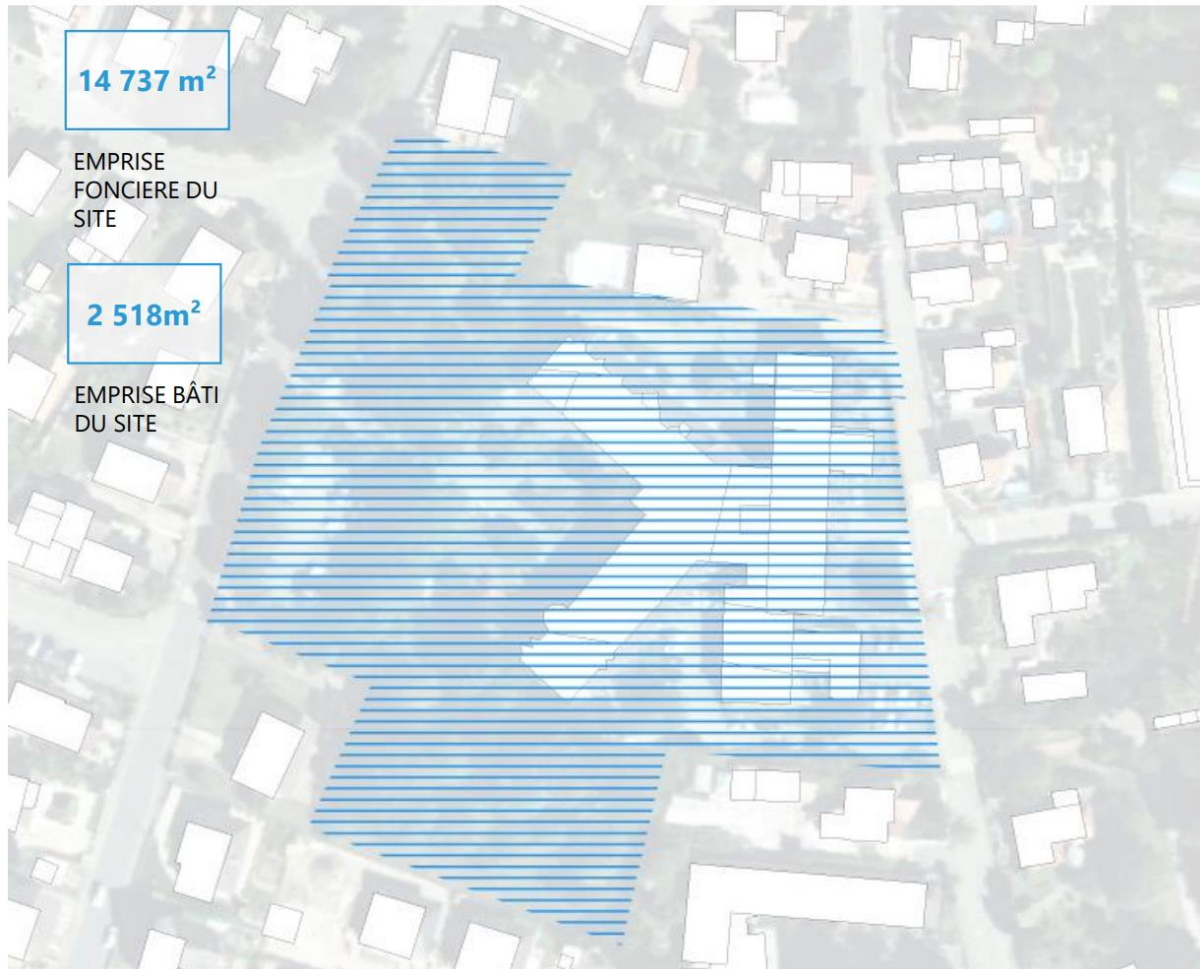 14 737 m²
EMPRISE
FONCIERE DU
SITE
2 518m²
EMPRISE BÂTI
DU SITE